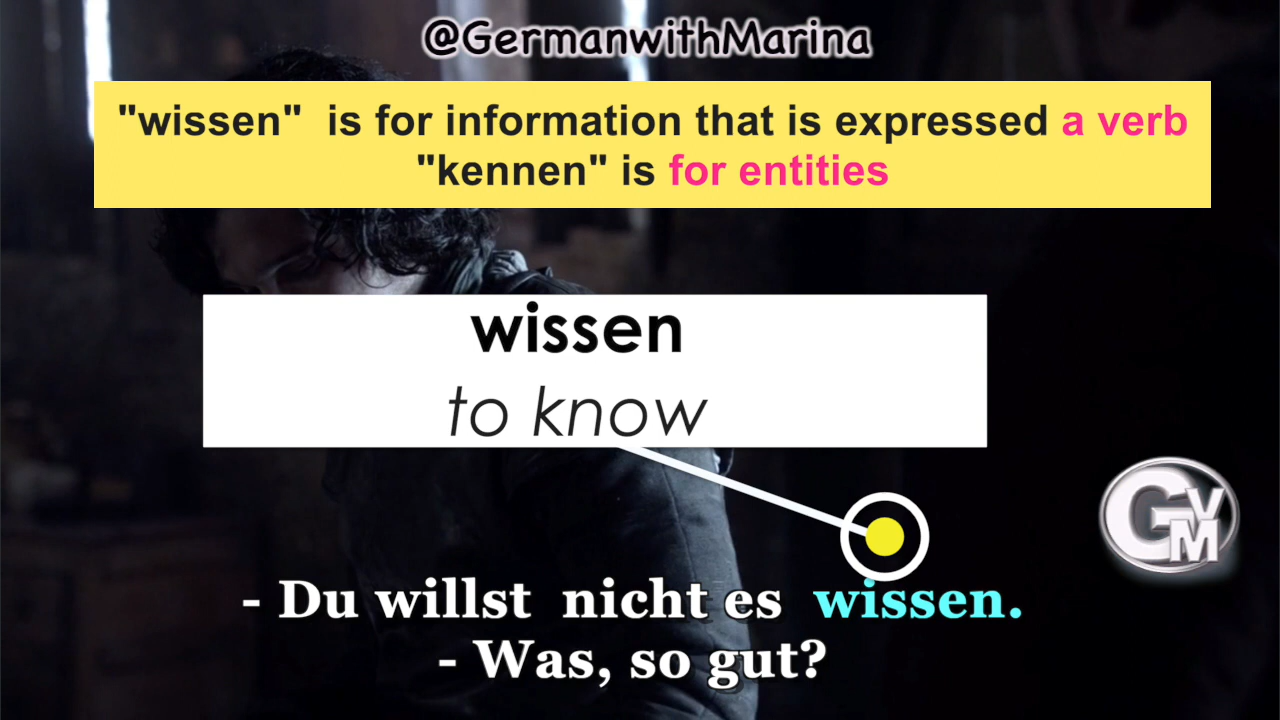 @GermanwithMarina
"wissen" is for information that is expressed a verb
"kennen" is for entities
wissen
to know
- Du willst nicht es wissen.
- Was, so gut?
GVM